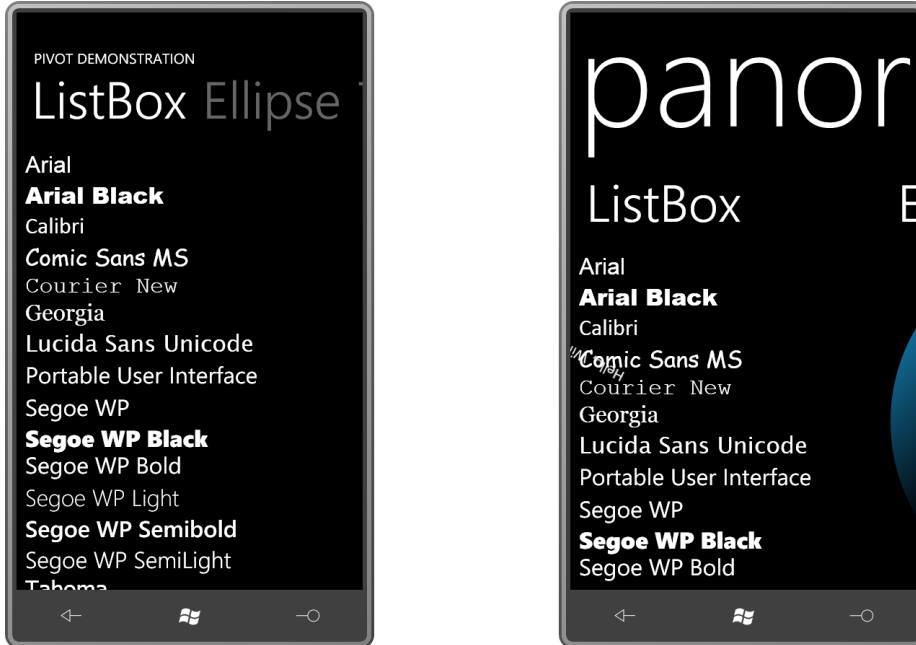 PIVOT DEMONSTRATION
ListBox Ellipse
Arial
Arial Black
Calibri
Comic Sans MS
Courier New
Georgia
Lucida Sans Unicode
Portable User Interface
Segoe WP
Segoe WP Black
Segoe WP Bold
Segoe WP Light
Segoe WP Semibold
Segoe WP SemiLight
Tahoma
panor
ListBox E
Arial
Arial Black
Calibri
Comic Sans MS
Courier New
Georgia
Lucida Sans Unicode
Portable User Interface
Segoe WP
Segoe WP Black
Segoe WP Bold